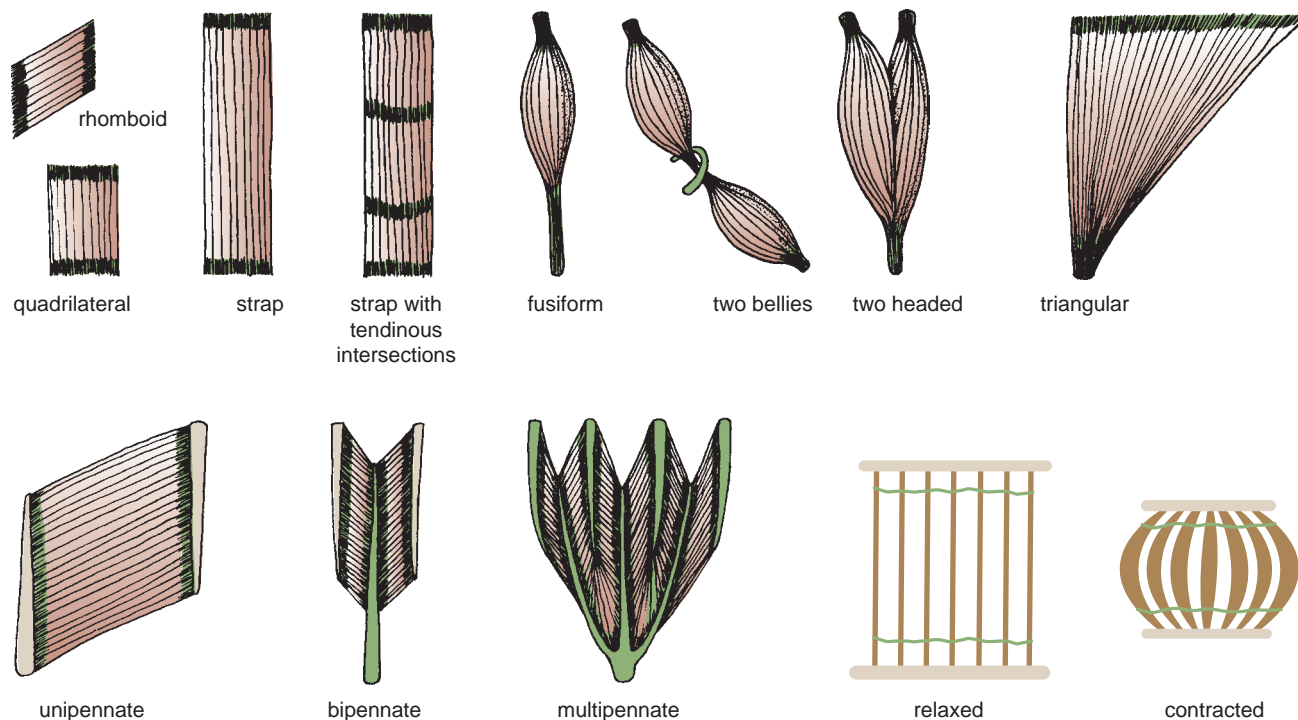 rhomboid
quadrilateral
strap
strap with
tendinous
intersections
fusiform
two bellies
two headed
triangular
unipennate
bipennate
multipennate
relaxed
contracted